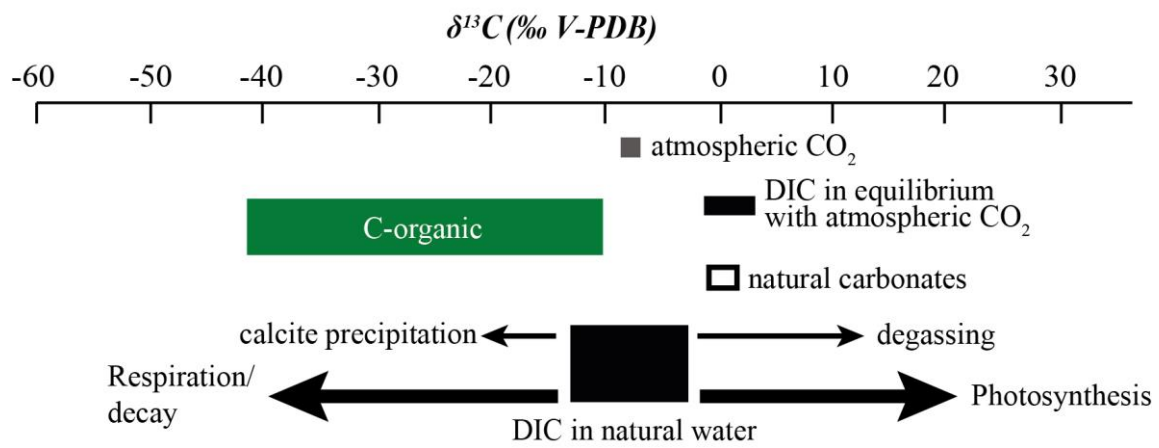 δ¹³C (‰ V-PDB)
-60 -50 -40 -30 -20 -10 0 10 20 30
atmospheric CO₂
DIC in equilibrium
with atmospheric CO₂
C-organic
natural carbonates
calcite precipitation
degassing
Respiration/
decay
Photosynthesis
DIC in natural water